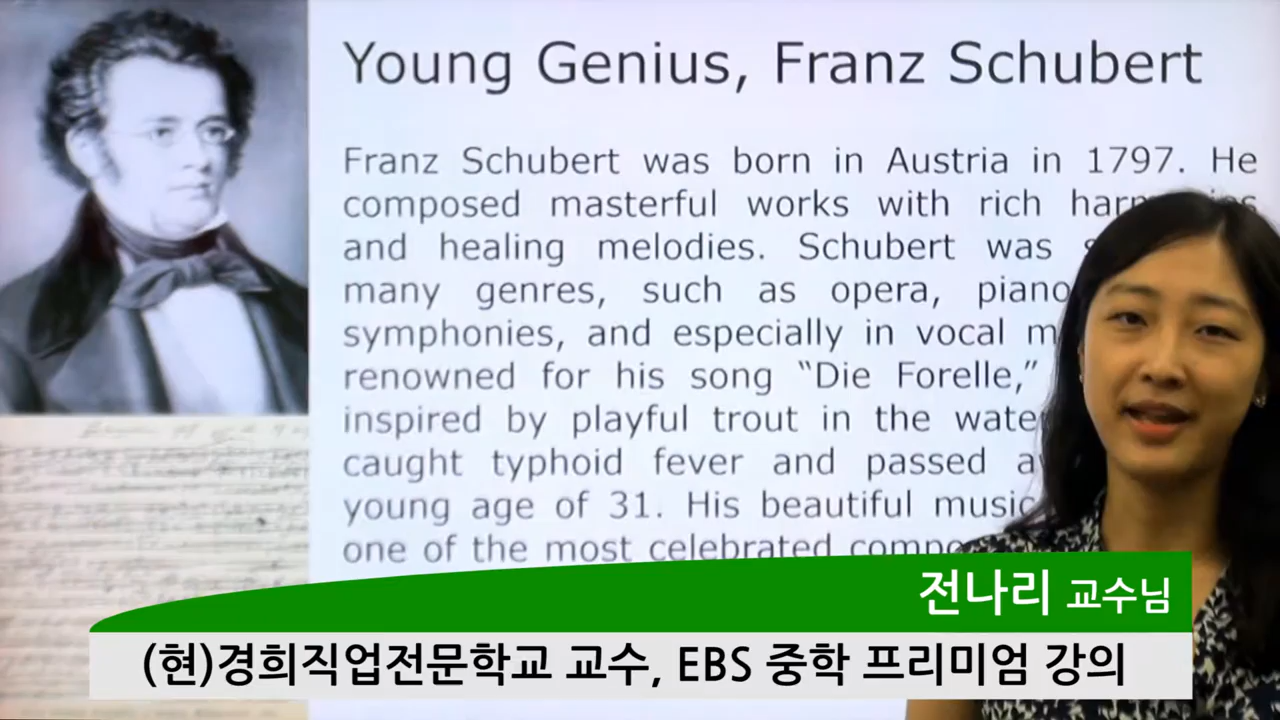 Young Genius, Franz Schubert
Franz Schubert was born in Austria in 1797. He
composed masterful works with rich
and healing melodies. Schubert was
many genres, such as opera, piano
symphonies, and especially in vocal
renowned for his song “Die Forelle,”
inspired by playful trout in the
caught typhoid fever and passed
young age of 31. His beautiful music
one of the most celebrated
전나리 교수님
(현)경희직업전문학교 교수, EBS 중학 프리미엄 강의